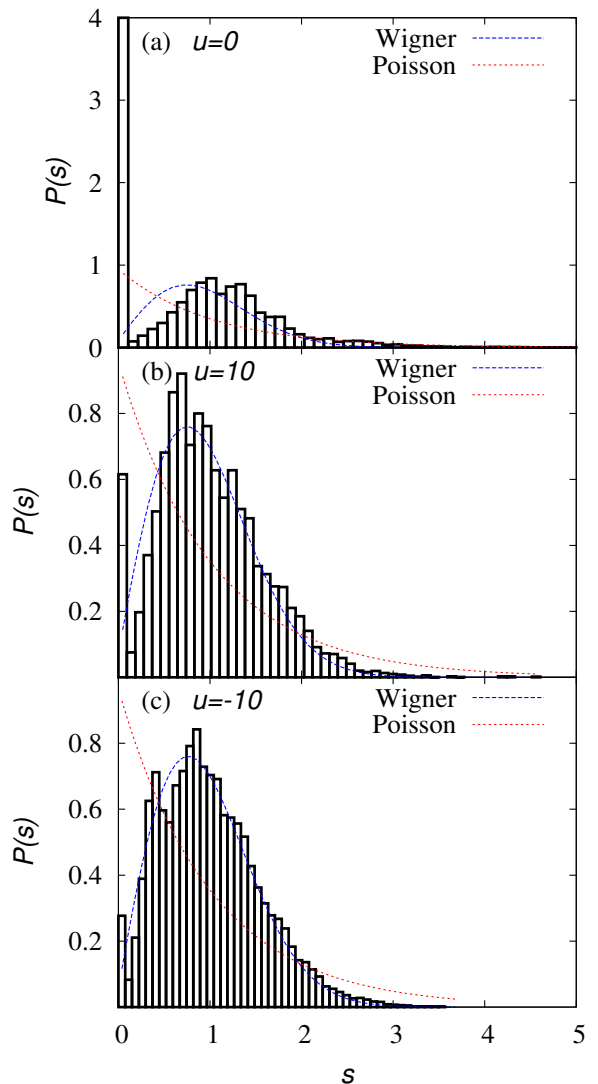 4
(a) u=0
Wigner
Poisson
3
P(s)
2
1
0
(b) u=10
Wigner
Poisson
0.8
0.6
P(s)
0.4
0.2
(c) u=-10
Wigner
Poisson
0.8
0.6
P(s)
0.4
0.2
0 1 2 3 4 5
s